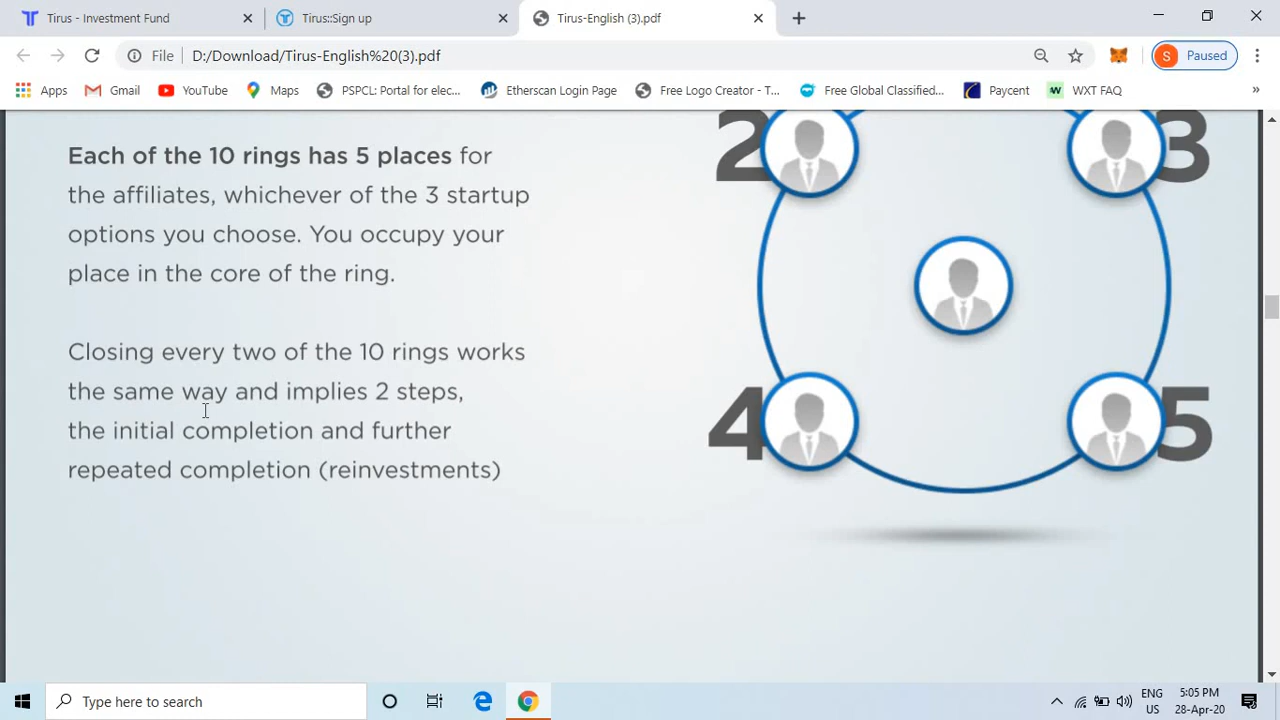 Tirus - Investment Fund
Tirus::Sign up
Tirus-English (3).pdf
File
D:/Download/Tirus-English%20(3).pdf
S
Paused
Apps
Gmail
YouTube
Maps
PSPCL: Portal for elec...
Etherscan Login Page
Free Logo Creator - T...
Free Global Classified...
Paycent
W
WXT FAQ
»
Each of the 10 rings has 5 places for
the affiliates, whichever of the 3 startup
options you choose. You occupy your
place in the core of the ring.
Closing every two of the 10 rings works
the same way and implies 2 steps,
the initial completion and further
repeated completion (reinvestments)
2
3
4
5
Type here to search
ENG
US
5:05 PM
28-Apr-20